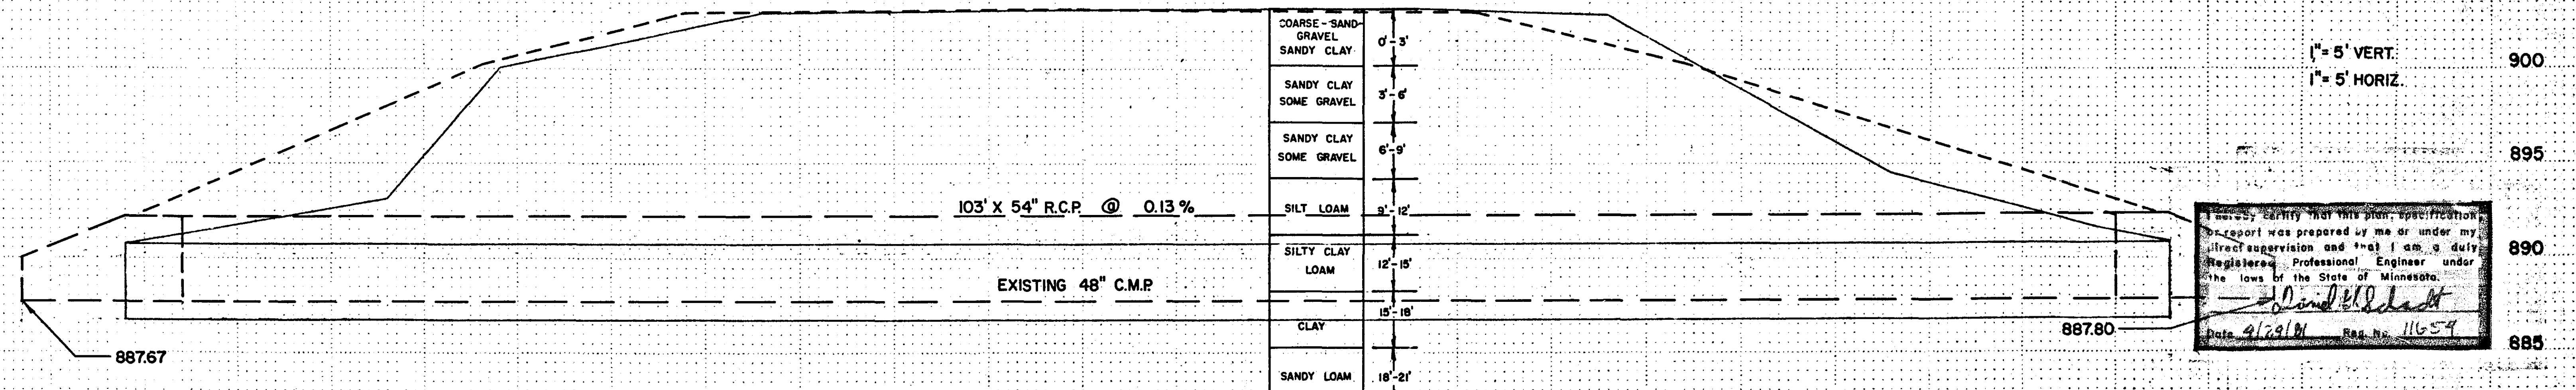 COARSE-SAND-
GRAVEL
SANDY CLAY
0'-3'
SANDY CLAY
SOME GRAVEL
3'-6'
SANDY CLAY
SOME GRAVEL
6'-9'
SILT LOAM
9'-12'
SILTY CLAY
LOAM
12'-15'
CLAY
15'-18'
SANDY LOAM
18'-21'
103' X 54" R.C.P. @ 0.13 %
EXISTING 48" C.M.P.
887.67
887.80
1"= 5' VERT.
1"= 5' HORIZ.
900
895
890
885
I hereby certify that this plan, specification,
or report was prepared by me or under my
direct supervision and that I am a duly
Registered Professional Engineer under
the laws of the State of Minnesota.
Date 9/29/81 Reg. No. 11659